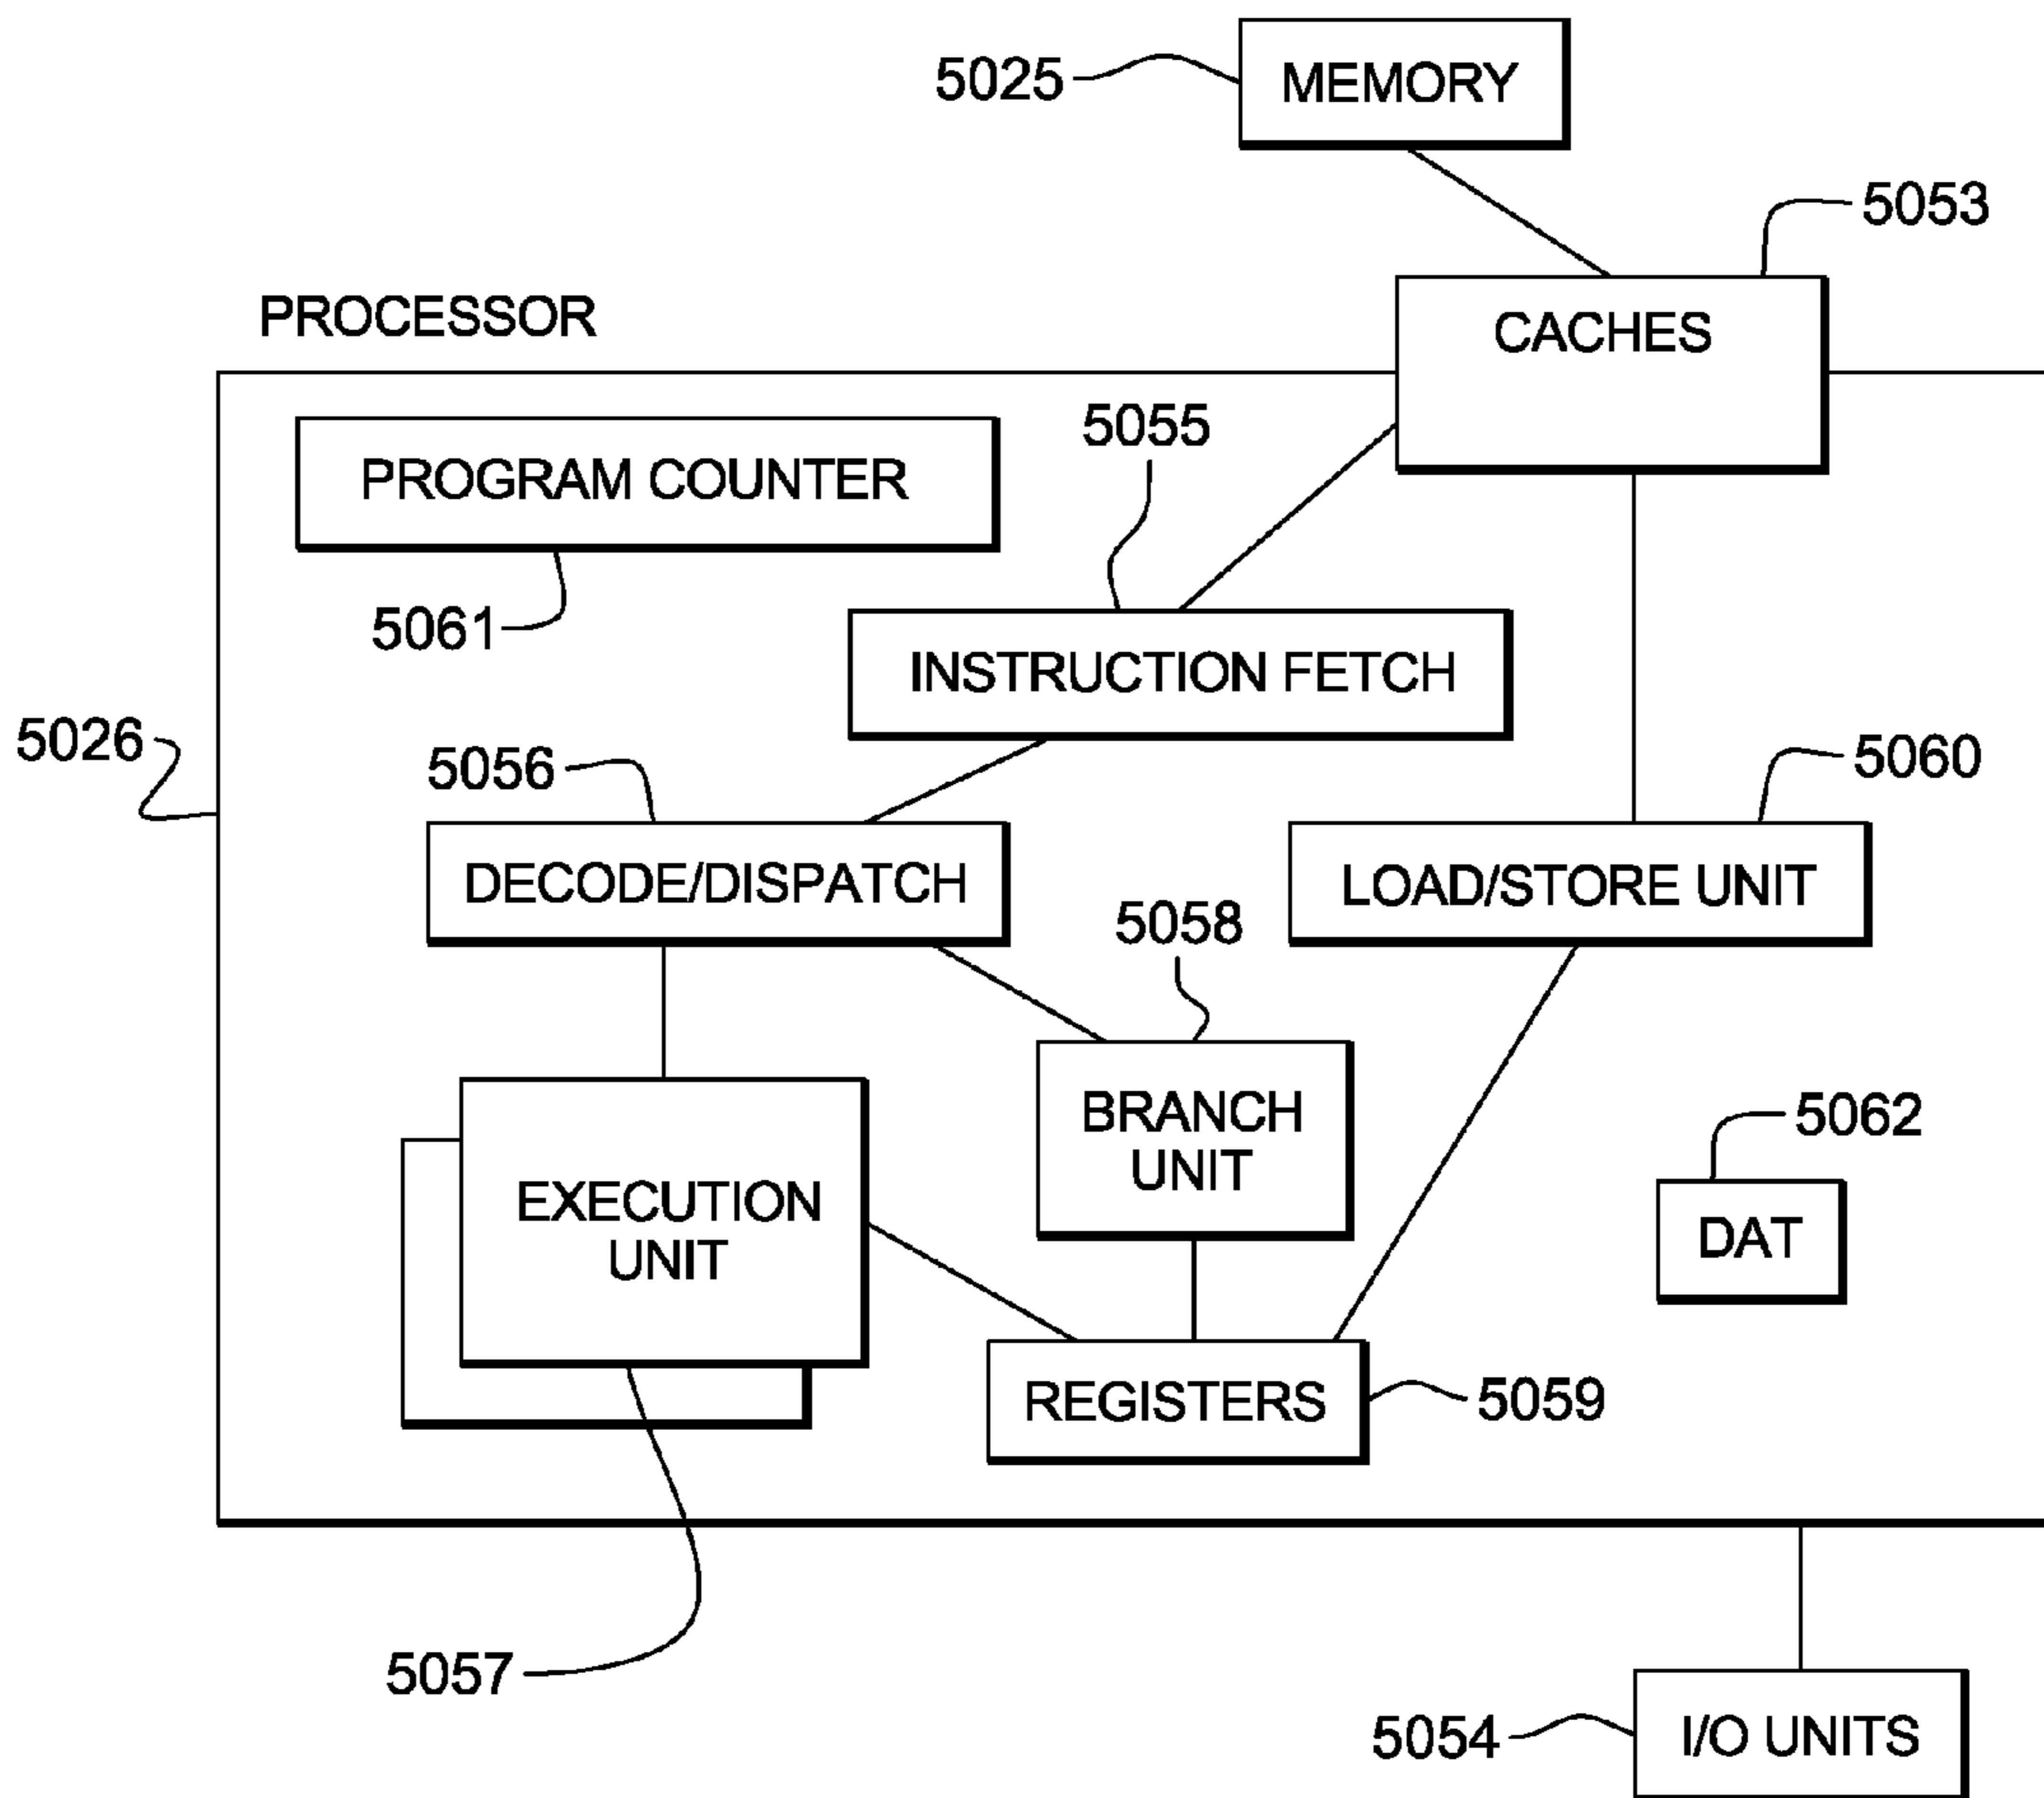 MEMORY
5025
5053
CACHES
PROCESSOR
5055
PROGRAM COUNTER
5061
INSTRUCTION FETCH
5026
5056
5060
DECODE/DISPATCH
LOAD/STORE UNIT
5058
BRANCH
UNIT
5062
EXECUTION
UNIT
DAT
REGISTERS
5059
5057
5054
I/O UNITS